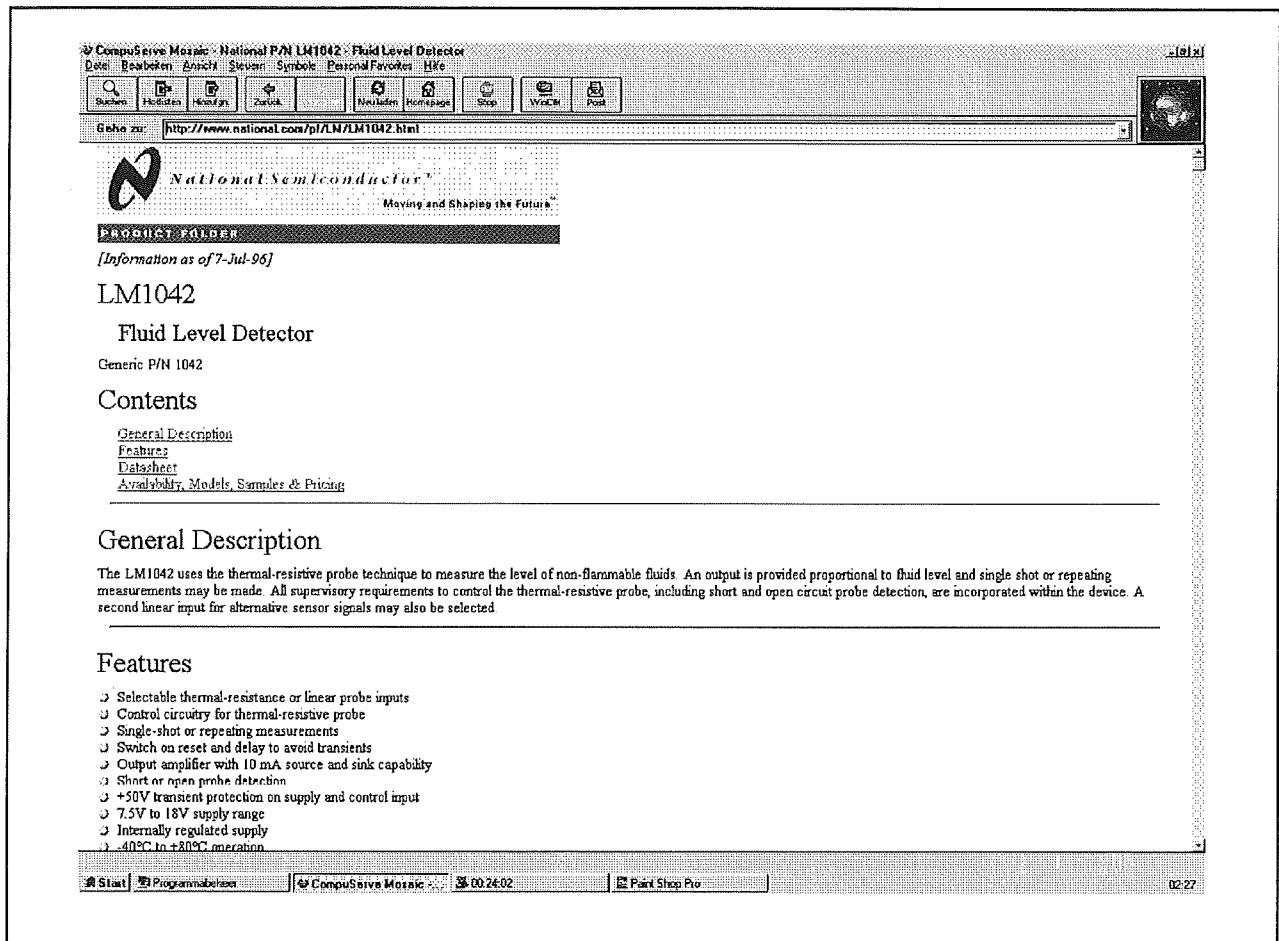 CompuServe Mosaic - National P/N LM1042 - Fluid Level Detector
Datei Bearbeiten Ansicht Steuern Symbole Personal Favorites Hilfe
Suchen Hotlisten Hinzufgn. Zurück Neu laden Homepage Stop WinCIM Post
Gehe zu: http://www.national.com/pf/LM/LM1042.html
N National Semiconductor™
Moving and Shaping the Future™
PRODUCT FOLDER
[Information as of 7-Jul-96]
LM1042
Fluid Level Detector
Generic P/N 1042
Contents
General Description
Features
Datasheet
Availability, Models, Samples & Pricing
General Description
The LM1042 uses the thermal-resistive probe technique to measure the level of non-flammable fluids. An output is provided proportional to fluid level and single shot or repeating
measurements may be made. All supervisory requirements to control the thermal-resistive probe, including short and open circuit probe detection, are incorporated within the device. A
second linear input for alternative sensor signals may also be selected.
Features
Selectable thermal-resistance or linear probe inputs
Control circuitry for thermal-resistive probe
Single-shot or repeating measurements
Switch on reset and delay to avoid transients
Output amplifier with 10 mA source and sink capability
Short or open probe detection
+50V transient protection on supply and control input
7.5V to 18V supply range
Internally regulated supply
-40°C to +80°C operation
Start Programmabeheer CompuServe Mosaic - 00:24:02 Paint Shop Pro 02:27